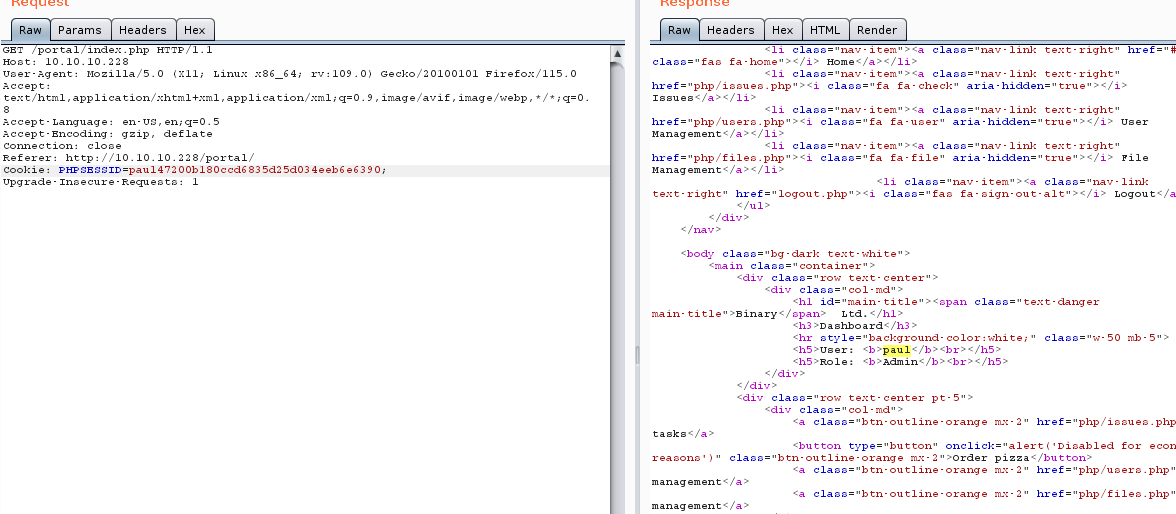 Request
Raw Params Headers Hex
GET /portal/index.php HTTP/1.1
Host: 10.10.10.228
User-Agent: Mozilla/5.0 (X11; Linux x86_64; rv:109.0) Gecko/20100101 Firefox/115.0
Accept:
text/html,application/xhtml+xml,application/xml;q=0.9,image/avif,image/webp,*/*;q=0.
8
Accept-Language: en-US,en;q=0.5
Accept-Encoding: gzip, deflate
Connection: close
Referer: http://10.10.10.228/portal/
Cookie: PHPSESSID=paul47200b180ccd6835d25d034eeb6e6390;
Upgrade-Insecure-Requests: 1
Response
Raw Headers Hex HTML Render
<li class="nav-item"><a class="nav-link text-right" href="#
class="fas fa-home"></i> Home</a></li>
<li class="nav-item"><a class="nav-link text-right"
href="php/issues.php"><i class="fa fa-check" aria-hidden="true"></i>
Issues</a></li>
<li class="nav-item"><a class="nav-link text-right"
href="php/users.php"><i class="fa fa-user" aria-hidden="true"></i> User
Management</a></li>
<li class="nav-item"><a class="nav-link text-right"
href="php/files.php"><i class="fa fa-file" aria-hidden="true"></i> File
Management</a></li>
<li class="nav-item"><a class="nav-link
text-right" href="logout.php"><i class="fas fa-sign-out-alt"></i> Logout</a
</ul>
</div>
</nav>
<body class="bg-dark text-white">
<main class="container">
<div class="row text-center">
<div class="col-md">
<h1 id="main-title"><span class="text-danger
main-title">Binary</span> Ltd.</h1>
<h3>Dashboard</h3>
<hr style="background-color:white;" class="w-50 mb-5">
<h5>User: <b>paul</b><br></h5>
<h5>Role: <b>Admin</b><br></h5>
</div>
</div>
<div class="row text-center pt-5">
<div class="col-md">
<a class="btn-outline-orange mx-2" href="php/issues.php
tasks</a>
<button type="button" onclick="alert('Disabled for econ
reasons')" class="btn-outline-orange mx-2">Order pizza</button>
<a class="btn-outline-orange mx-2" href="php/users.php"
management</a>
<a class="btn-outline-orange mx-2" href="php/files.php"
management</a>
</div>